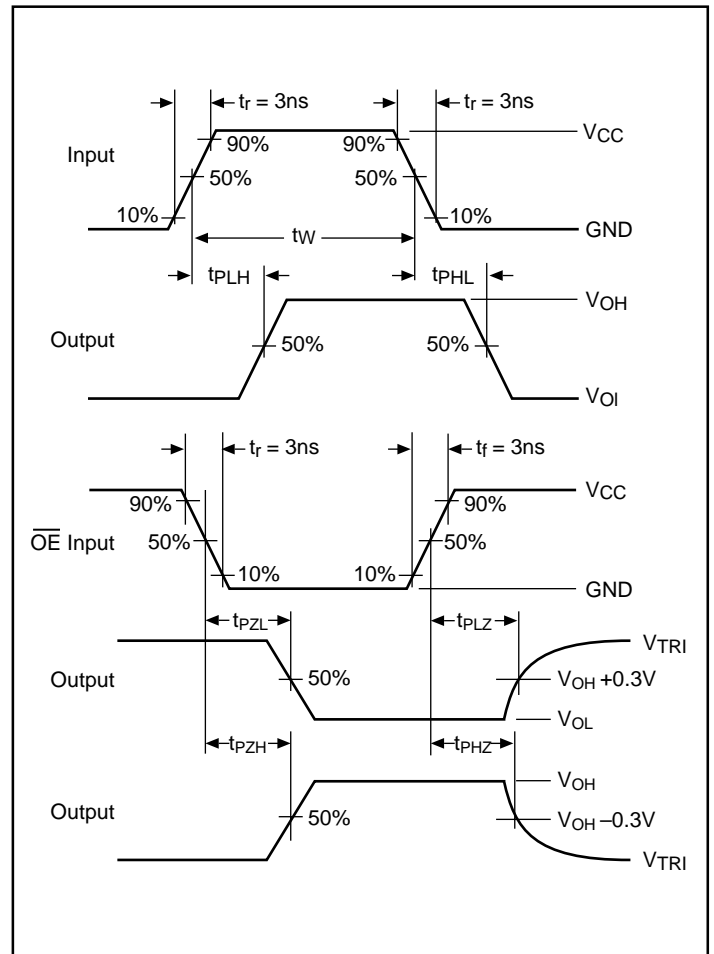 tr = 3ns tr = 3ns
VCC
90% 90%
Input
50% 50%
10% 10%
tW
GND
tPLH tPHL
VOH
Output
50% 50%
VOI
tr = 3ns tf = 3ns
VCC
90% 90%
OE Input 50% 50%
10% 10%
GND
tPZL tPLZ
VTRI
Output 50% VOH +0.3V
VOL
tPZH tPHZ
VOH
Output 50% VOH –0.3V
VTRI